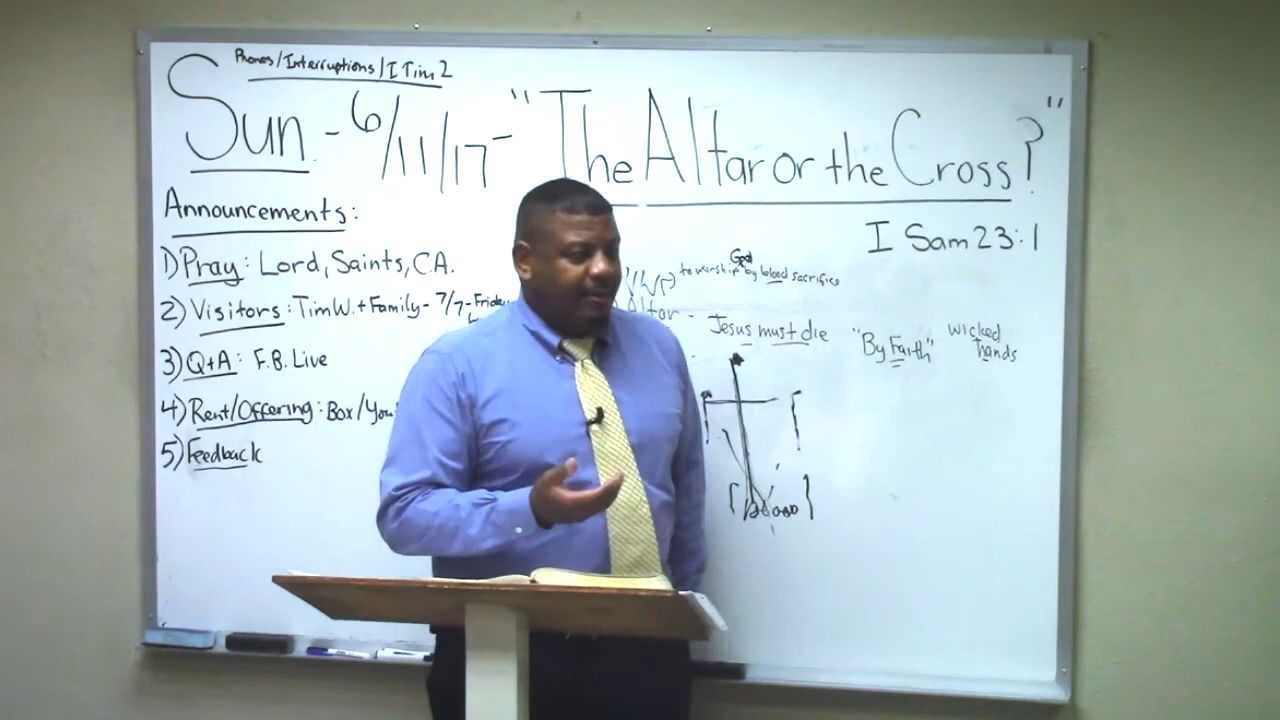 Phones/Interruptions/I Tim 2
Sun. - 6/11/17 - "The Altar or the Cross?"
I Sam 23:1
Announcements:
1) Pray: Lord, Saints, C.A.
2) Visitors: Tim W. + Family - 7/7 - Friday
3) Q+A: F.B. Live
4) Rent/Offering: Box/You
5) Feedback
God
to worship by blood sacrifice
Altar - Jesus must die
"By Faith"
wicked
hands